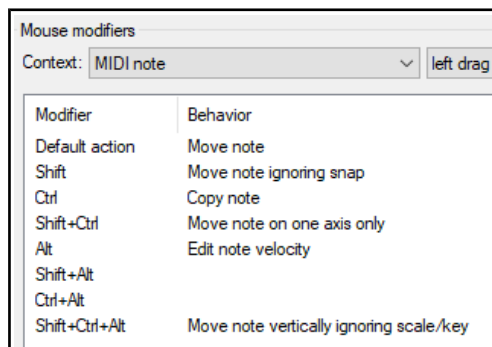 Mouse modifiers
Context: MIDI note left drag
Modifier Behavior
Default action Move note
Shift Move note ignoring snap
Ctrl Copy note
Shift+Ctrl Move note on one axis only
Alt Edit note velocity
Shift+Alt
Ctrl+Alt
Shift+Ctrl+Alt Move note vertically ignoring scale/key